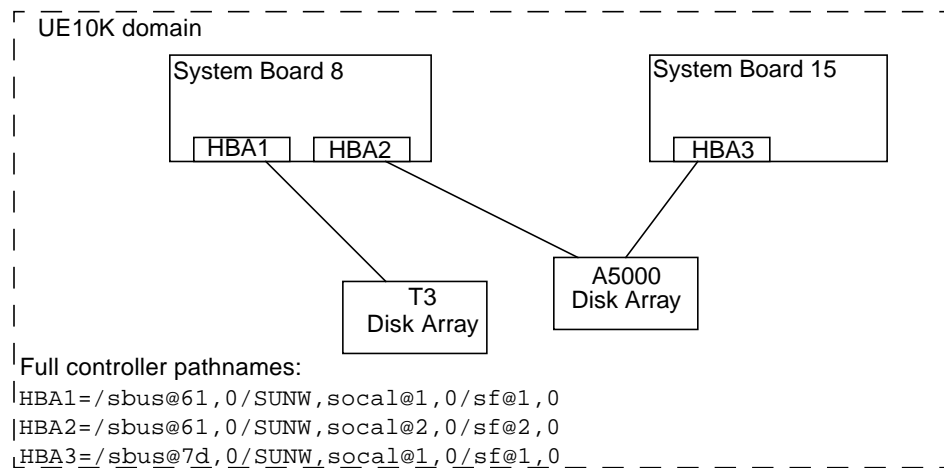 UE10K domain
System Board 8
System Board 15
HBA1
HBA2
HBA3
A5000
Disk Array
T3
Disk Array
Full controller pathnames:
HBA1=/sbus@61,0/SUNW,socal@1,0/sf@1,0
HBA2=/sbus@61,0/SUNW,socal@2,0/sf@2,0
HBA3=/sbus@7d,0/SUNW,socal@1,0/sf@1,0